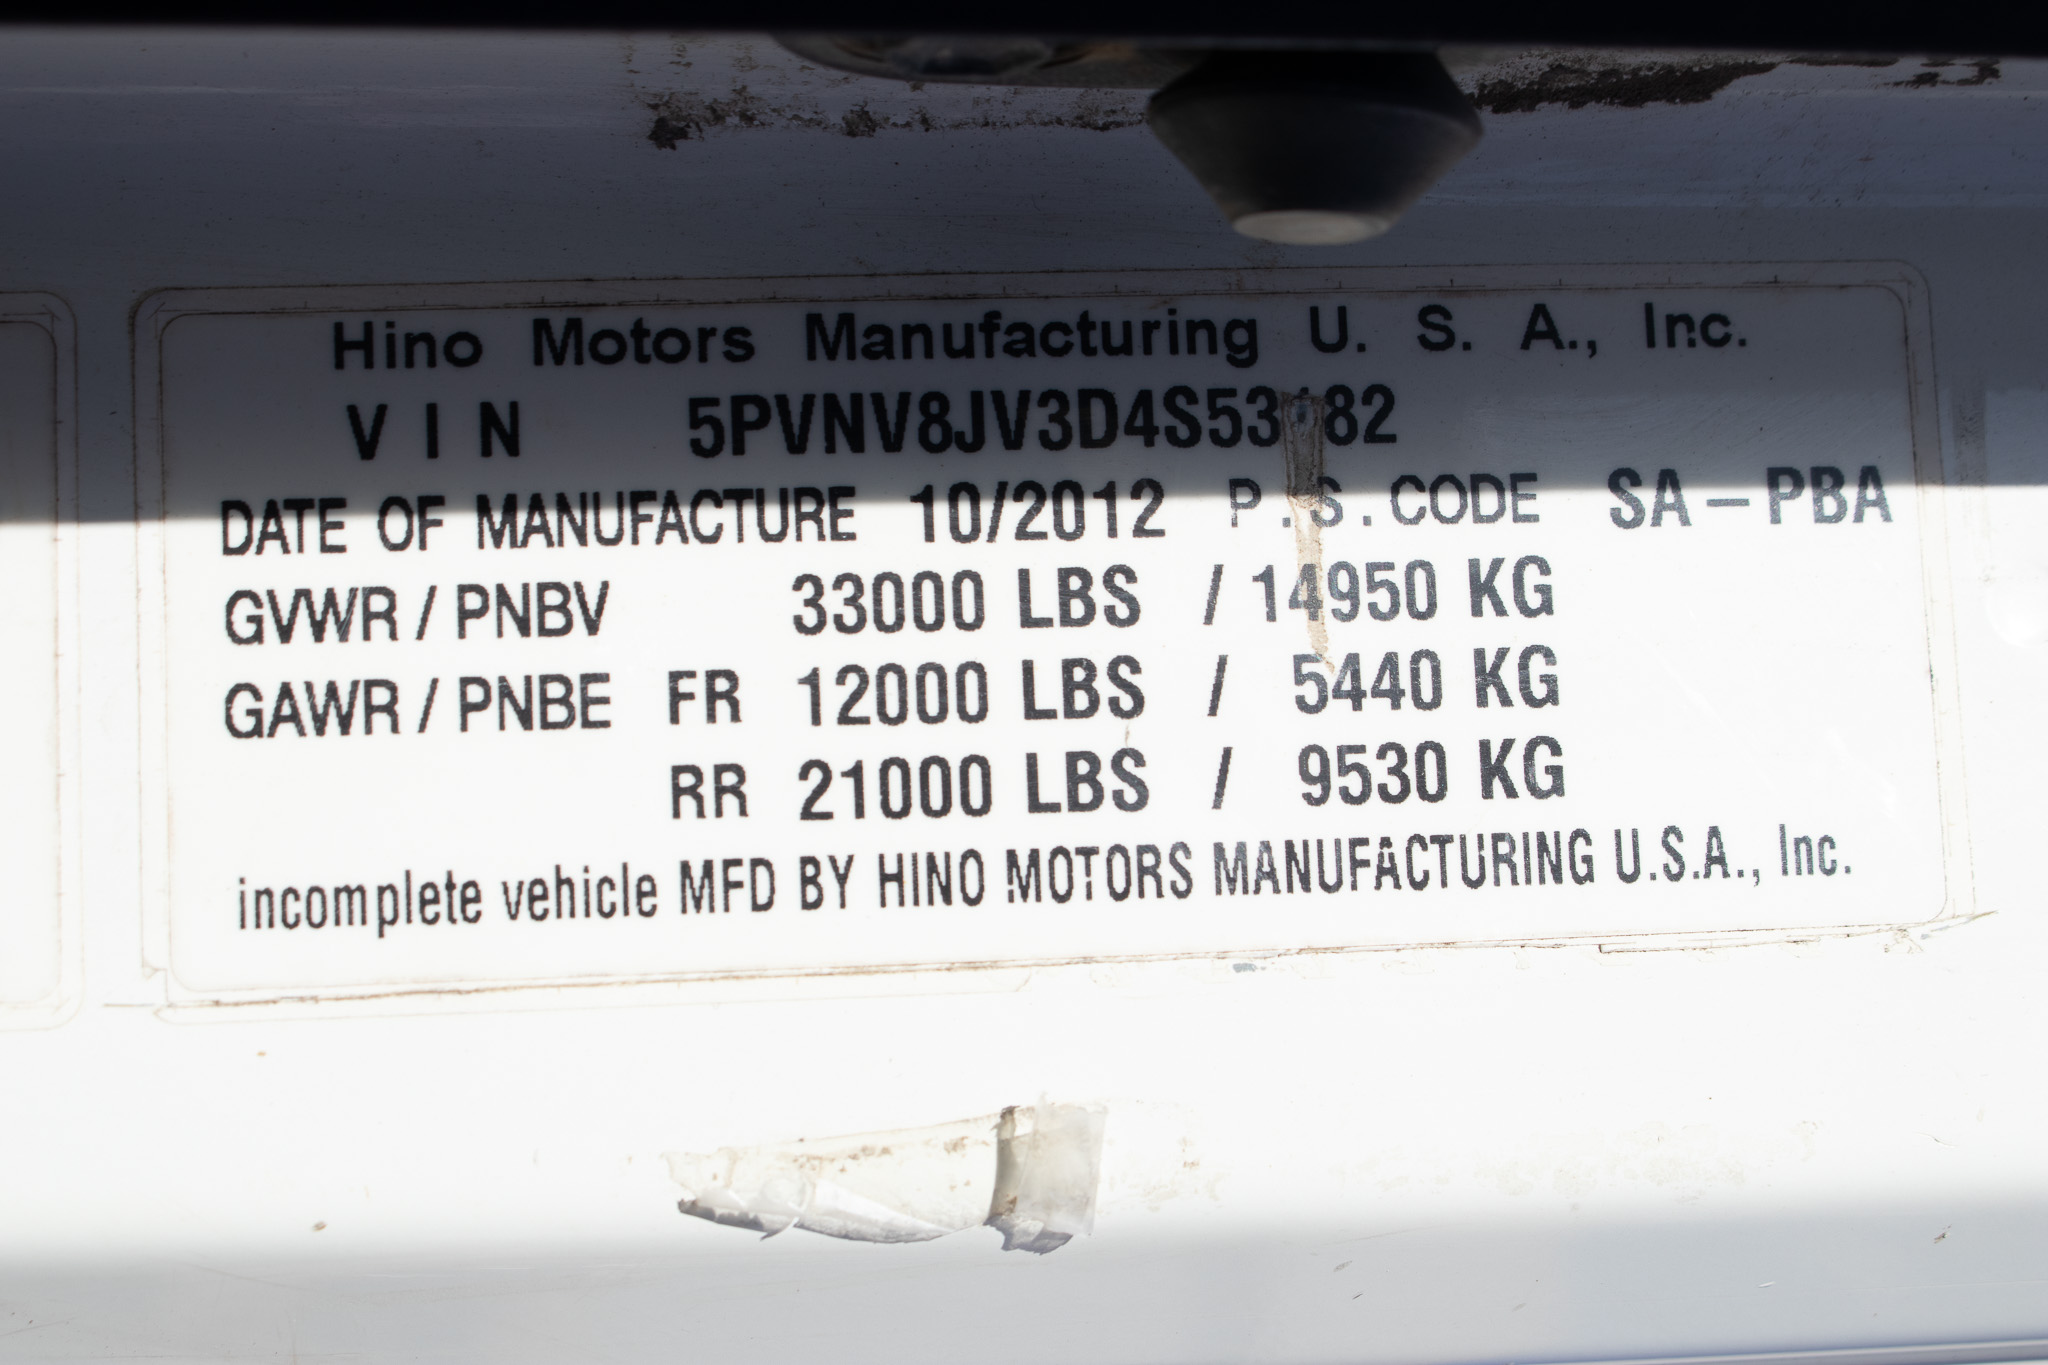 Hino Motors Manufacturing U. S. A., Inc.
V I N
DATE OF MANUFACTURE 10/2012 P.S.CODE SA-PBA
GVWR / PNBV 33000 LBS / 14950 KG
GAWR / PNBE FR 12000 LBS / 5440 KG
RR 21000 LBS / 9530 KG
incomplete vehicle MFD BY HINO MOTORS MANUFACTURING U.S.A., Inc.